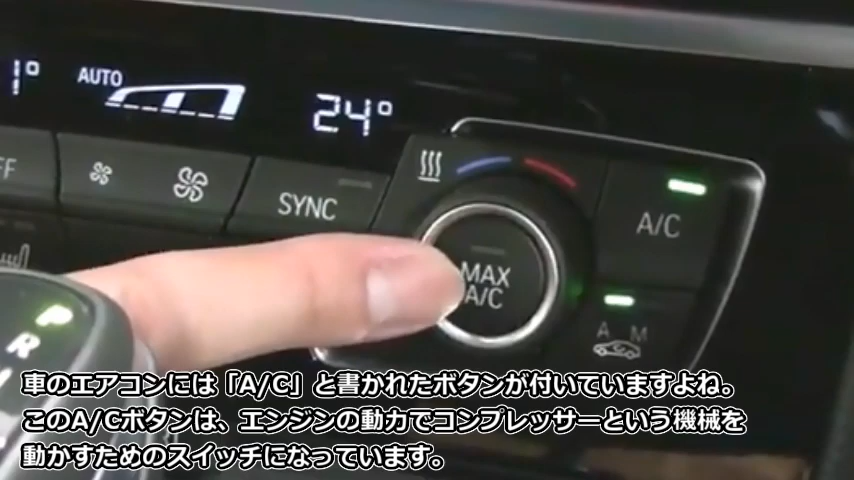 1°
AUTO
24°
FF
SYNC
A/C
MAX
A/C
A M
P
R
車のエアコンには「A/C」と書かれたボタンが付いていますよね。
このA/Cボタンは、エンジンの動力でコンプレッサーという機械を
動かすためのスイッチになっています。